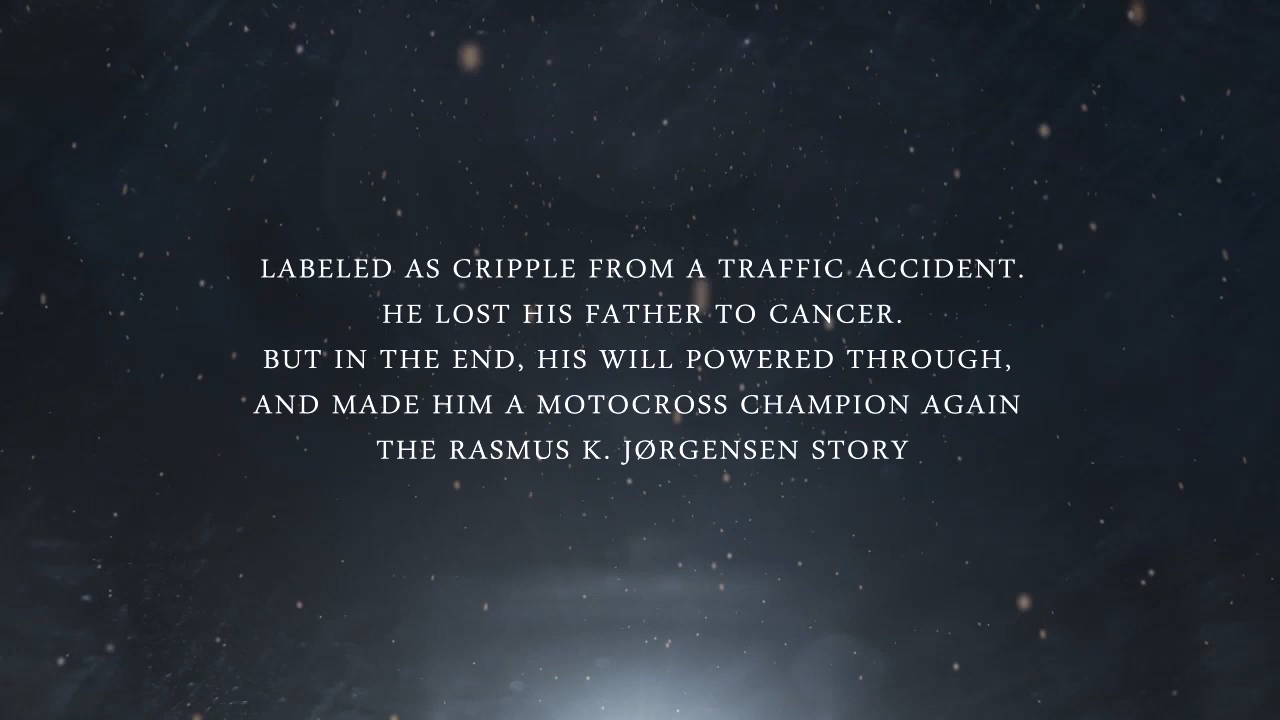 LABELED AS CRIPPLE FROM A TRAFFIC ACCIDENT.
HE LOST HIS FATHER TO CANCER.
BUT IN THE END, HIS WILL POWERED THROUGH,
AND MADE HIM A MOTOCROSS CHAMPION AGAIN
THE RASMUS K. JØRGENSEN STORY